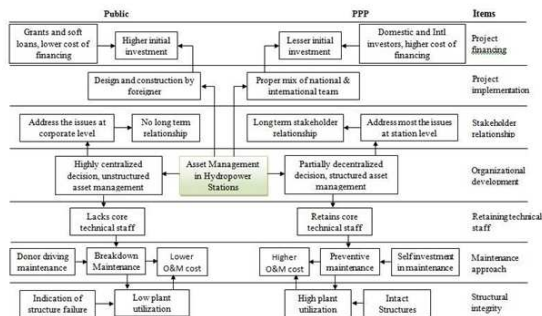 Public PPP Items
Grants and soft
loans, lower cost of
financing
Higher initial
investment
Lesser initial
investment
Domestic and Intl
investors, higher cost of
financing
Project
financing
Design and construction by
foreigner
Proper mix of national &
international team
Project
implementation
Address the issues at
corporate level
No long term
relationship
Long term stakeholder
relationship
Address most the issues
at station level
Stakeholder
relationship
Highly centralized
decision, unstructured
asset management
Asset Management
in Hydropower
Stations
Partially decentralized
decision, structured asset
management
Organizational
development
Lacks core
technical staff
Retains core
technical staff
Retaining technical
staff
Donor driving
maintenance
Breakdown
Maintenance
Lower
O&M cost
Higher
O&M cost
Preventive
maintenance
Self investment
in maintenance
Maintenance
approach
Indication of
structure failure
Low plant
utilization
High plant
utilization
Intact
Structures
Structural
integrity